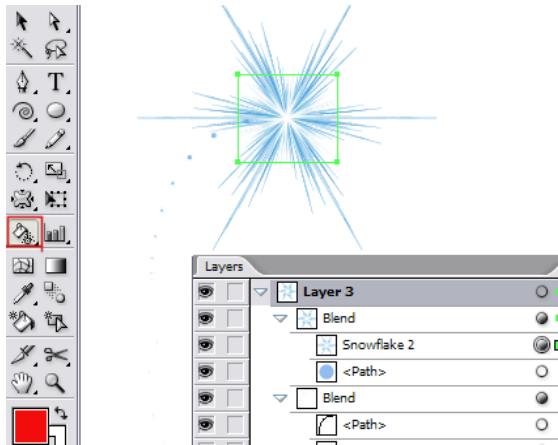 T
Layers
Layer 3
Blend
Snowflake 2
<Path>
Blend
<Path>